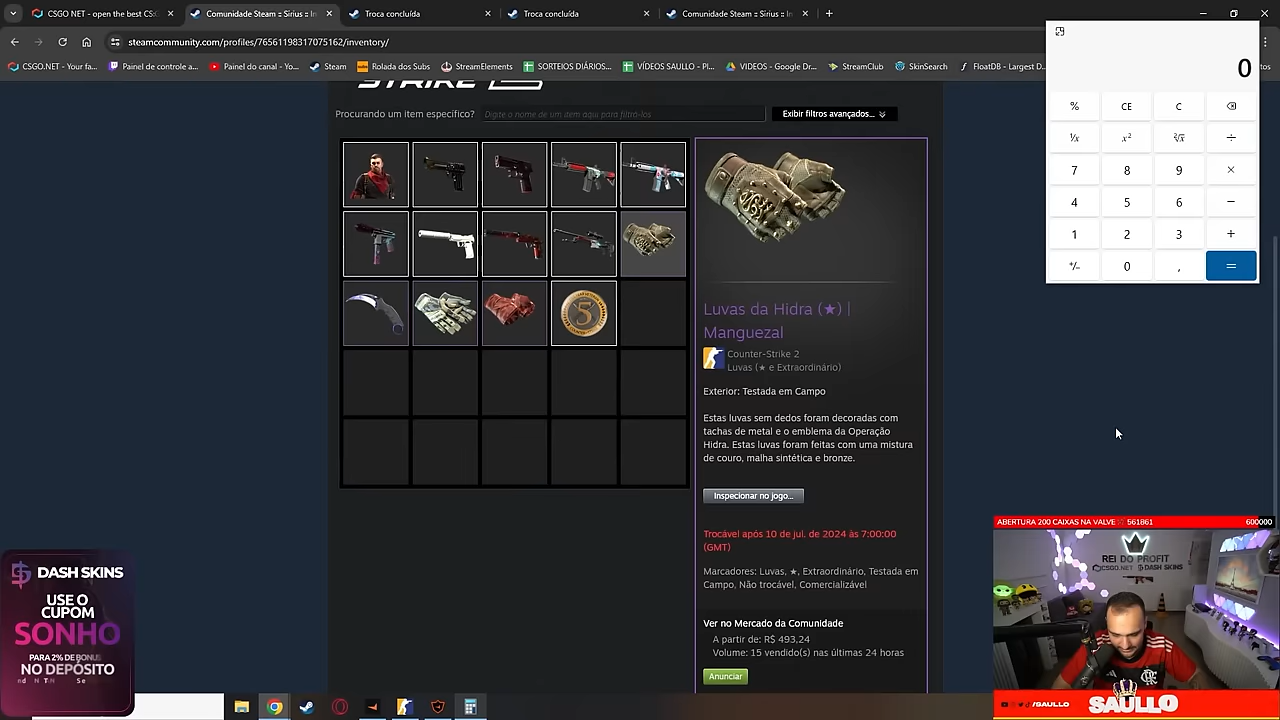 CSGO NET - open the best CS:
Comunidade Steam :: Sirius :: In
Troca concluída
Troca concluída
Comunidade Steam :: Sirius :: In
steamcommunity.com/profiles/76561198317075162/inventory/
CSGO.NET - Your fa...
Painel de controle a...
Painel do canal - Yo...
Steam
Rolada dos Subs
StreamElements
SORTEIOS DIÁRIOS...
VIDEOS SAULLO - Pl...
VIDEOS - Google Dr...
StreamClub
SkinSearch
FloatDB - Largest D...
STRIKE
Procurando um item específico?
Digite o nome de um item aqui para filtrá-los
Exibir filtros avançados...
Luvas da Hidra (★) |
Manguezal
Counter-Strike 2
Luvas (★ e Extraordinário)
Exterior: Testada em Campo
Estas luvas sem dedos foram decoradas com
tachas de metal e o emblema da Operação
Hidra. Estas luvas foram feitas com uma mistura
de couro, malha sintética e bronze.
Inspecionar no jogo...
Trocável após 10 de jul. de 2024 às 7:00:00
(GMT)
Marcadores: Luvas, ★, Extraordinário, Testada em
Campo, Não trocável, Comercializável
Ver no Mercado da Comunidade
A partir de: R$ 493,24
Volume: 15 vendido(s) nas últimas 24 horas
Anunciar
0
% CE C
¹/x x² ²√x ÷
7 8 9 ×
4 5 6 −
1 2 3 +
+/− 0 , =
DASH SKINS
USE O
CUPOM
SONHO
PARA 2% DE BONUS
NO DEPÓSITO
ABERTURA 200 CAIXAS NA VALVE 561861 600000
REI DO PROFIT
CSGO.NET DASH SKINS
/SAULLO
SAULLO